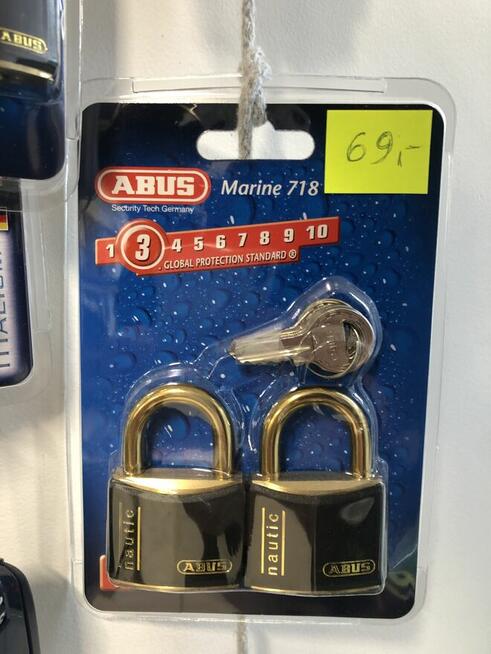 ABUS
69,-
ABUS
Marine 718
Security Tech Germany
1 3 4 5 6 7 8 9 10
GLOBAL PROTECTION STANDARD ®
nautic
ABUS
nautic
ABUS